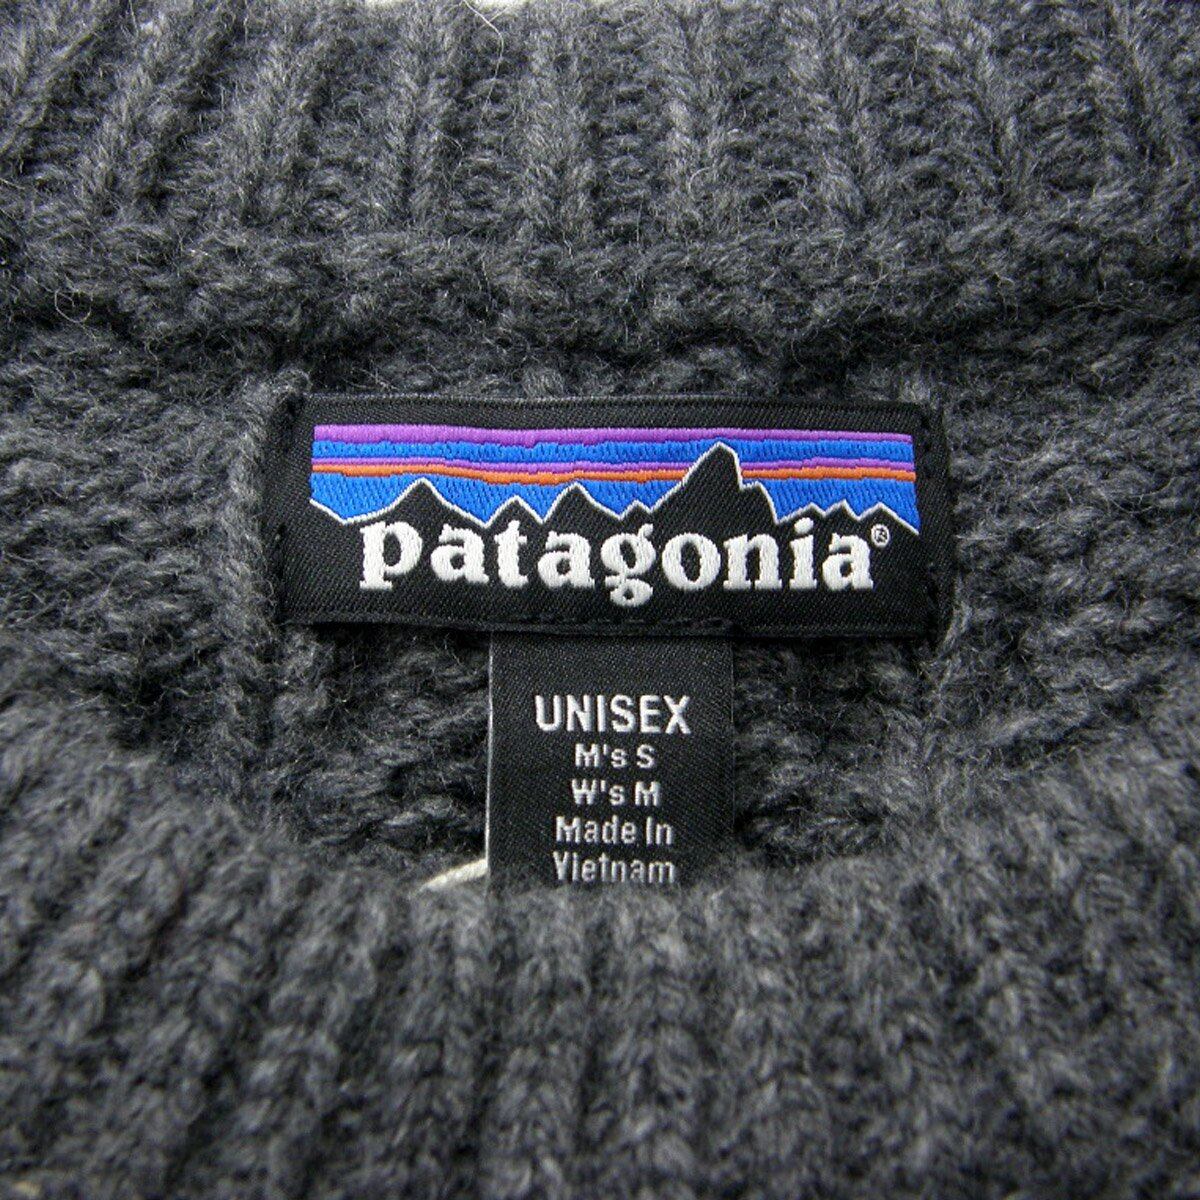 patagonia®
UNISEX
M's S
W's M
Made In
Vietnam